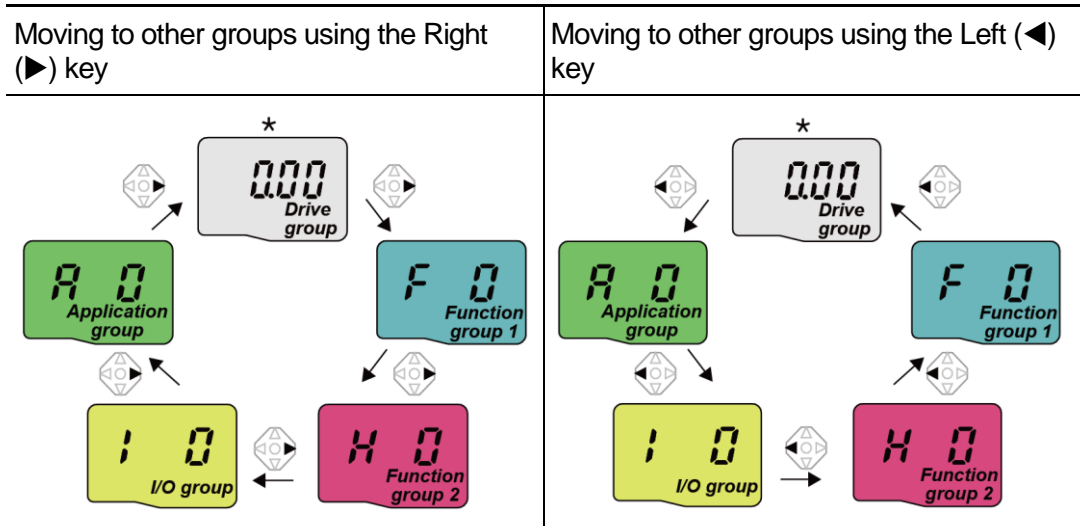 Moving to other groups using the Right
(▶) key
Moving to other groups using the Left (◀)
key
*
0.00
Drive
group
A 0
Application
group
F 0
Function
group 1
I 0
I/O group
H 0
Function
group 2
*
0.00
Drive
group
A 0
Application
group
F 0
Function
group 1
I 0
I/O group
H 0
Function
group 2